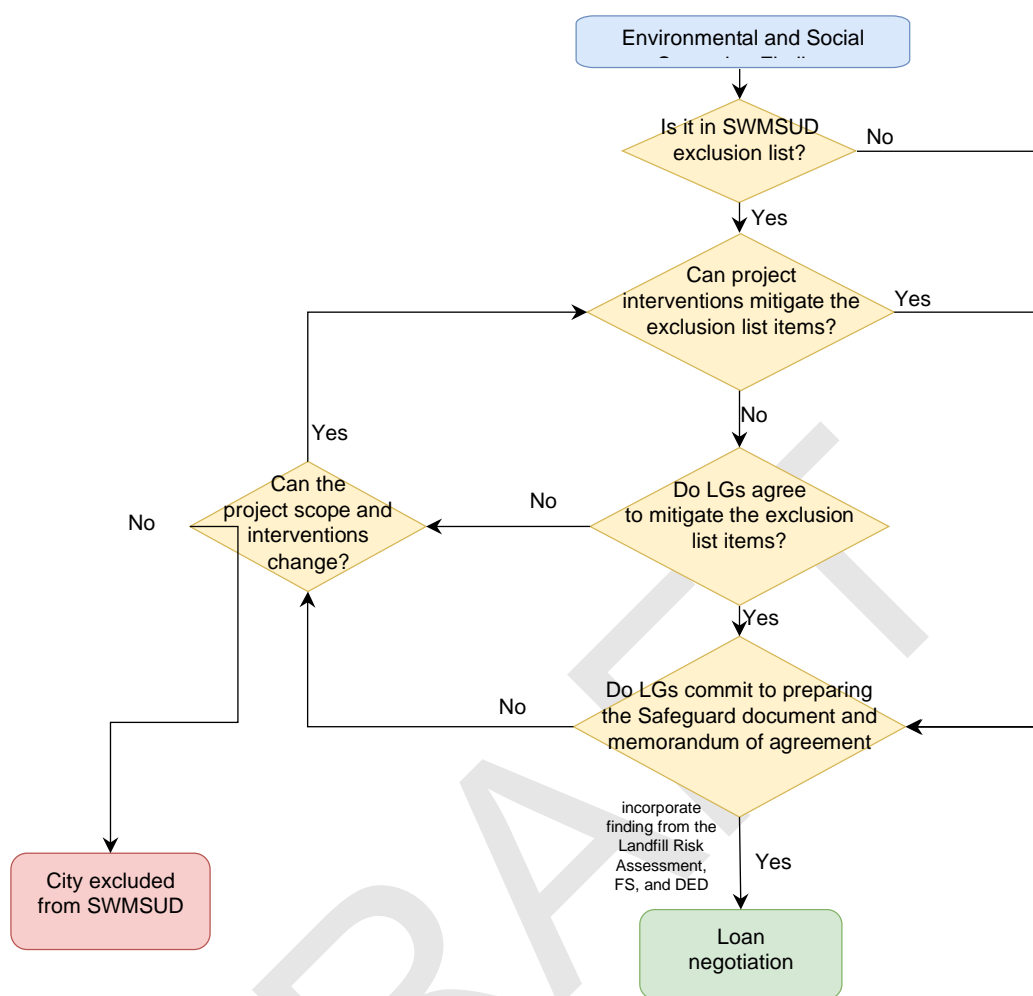 Environmental and Social
Is it in SWMSUD
exclusion list?
No
Yes
Can project
interventions mitigate the
exclusion list items?
Yes
No
Yes
Can the
project scope and
interventions
change?
No
No
Do LGs agree
to mitigate the exclusion
list items?
Yes
Do LGs commit to preparing
the Safeguard document and
memorandum of agreement
No
incorporate
finding from the
Landfill Risk
Assessment,
FS, and DED
Yes
City excluded
from SWMSUD
Loan
negotiation
DRAFT